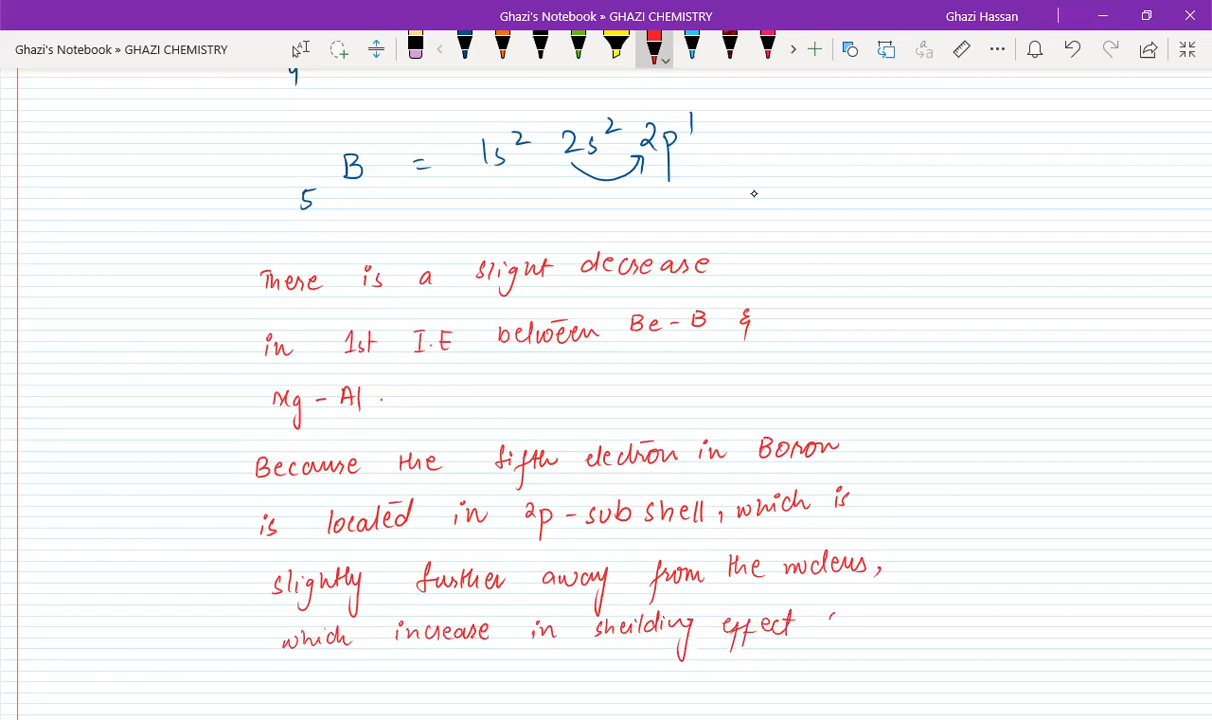 Ghazi's Notebook » GHAZI CHEMISTRY
Ghazi Hassan
Ghazi's Notebook » GHAZI CHEMISTRY
4
5 B = 1s² 2s² 2p¹
There is a slight decrease
in 1st I.E between Be - B &
Mg - Al .
Because the fifth electron in Boron
is located in 2p - sub shell, which is
slightly further away from the nucleus,
which increase in sheilding effect